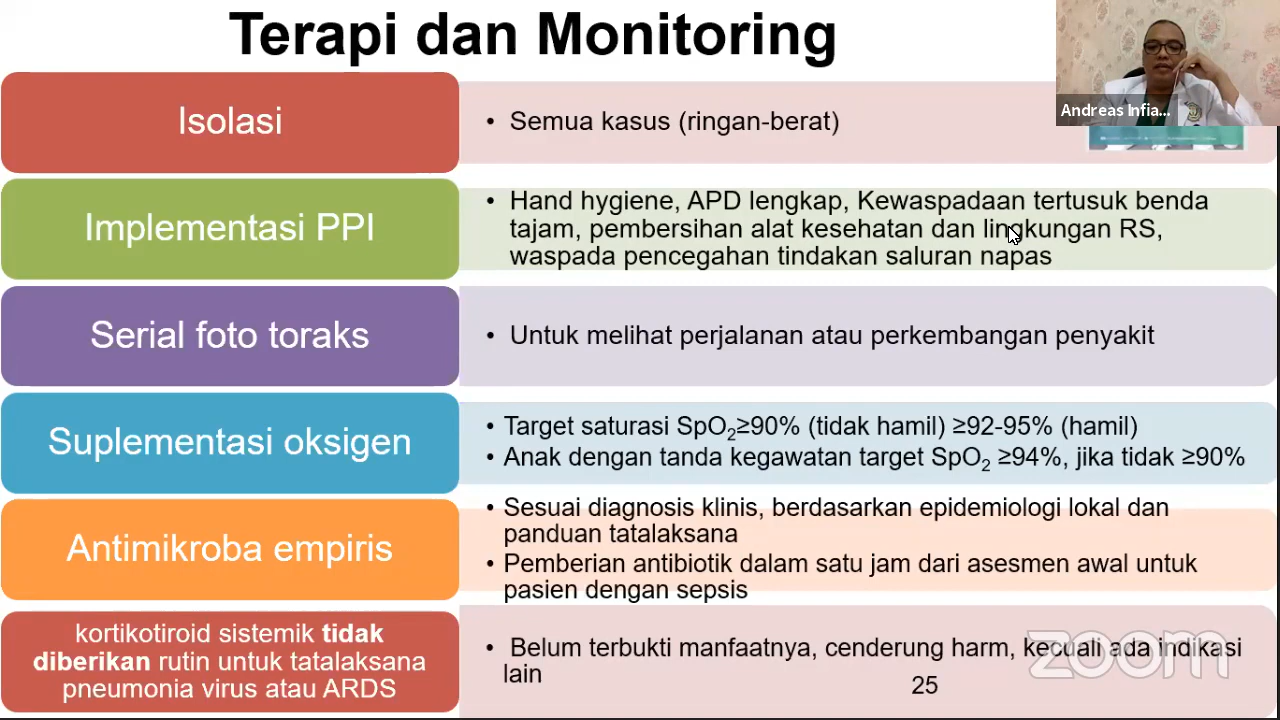 Terapi dan Monitoring
Andreas Infia...
Isolasi
• Semua kasus (ringan-berat)
Implementasi PPI
• Hand hygiene, APD lengkap, Kewaspadaan tertusuk benda
tajam, pembersihan alat kesehatan dan lingkungan RS,
waspada pencegahan tindakan saluran napas
Serial foto toraks
• Untuk melihat perjalanan atau perkembangan penyakit
Suplementasi oksigen
• Target saturasi SpO₂≥90% (tidak hamil) ≥92-95% (hamil)
• Anak dengan tanda kegawatan target SpO₂ ≥94%, jika tidak ≥90%
Antimikroba empiris
• Sesuai diagnosis klinis, berdasarkan epidemiologi lokal dan
panduan tatalaksana
• Pemberian antibiotik dalam satu jam dari asesmen awal untuk
pasien dengan sepsis
kortikotiroid sistemik tidak
diberikan rutin untuk tatalaksana
pneumonia virus atau ARDS
• Belum terbukti manfaatnya, cenderung harm, kecuali ada indikasi
lain
25
zoom